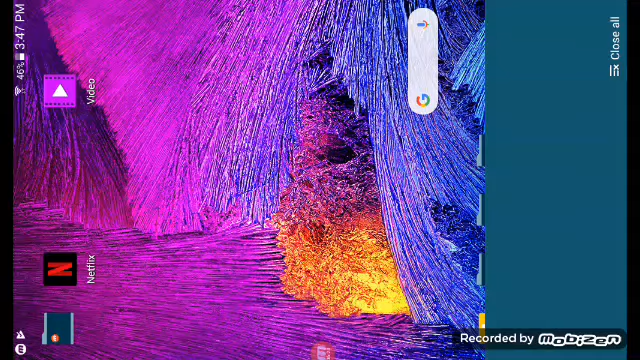 46% 3:47 PM
Close all
Video
Netflix
Recorded by MOBIZEN